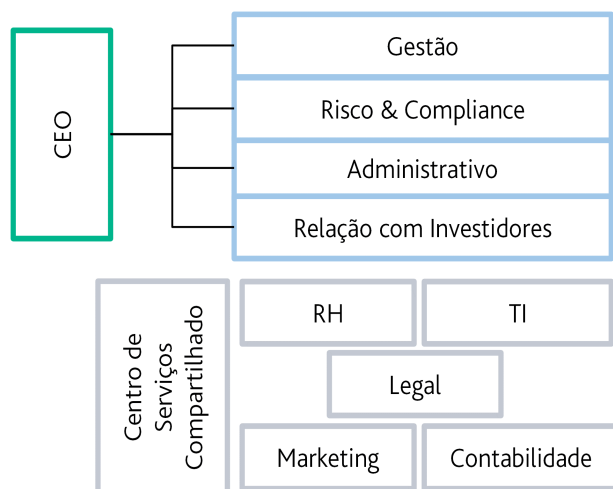 CEO
Gestão
Risco & Compliance
Administrativo
Relação com Investidores
Centro de
Serviços
Compartilhado
RH
TI
Legal
Marketing
Contabilidade